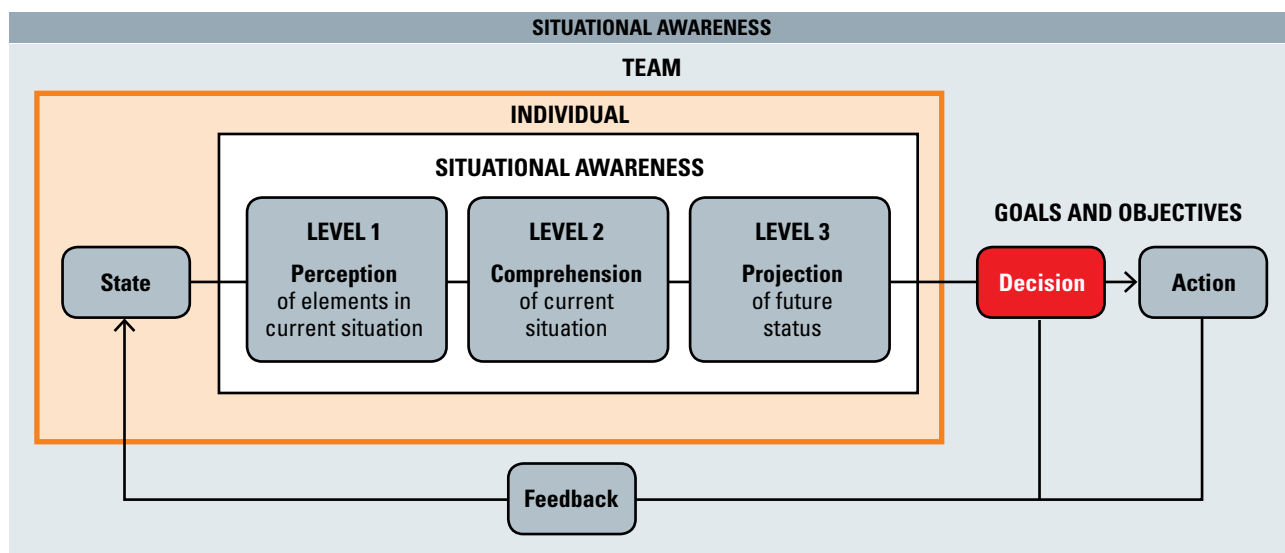 SITUATIONAL AWARENESS
TEAM
INDIVIDUAL
SITUATIONAL AWARENESS
State
LEVEL 1
Perception
of elements in
current situation
LEVEL 2
Comprehension
of current
situation
LEVEL 3
Projection
of future
status
GOALS AND OBJECTIVES
Decision
Action
Feedback